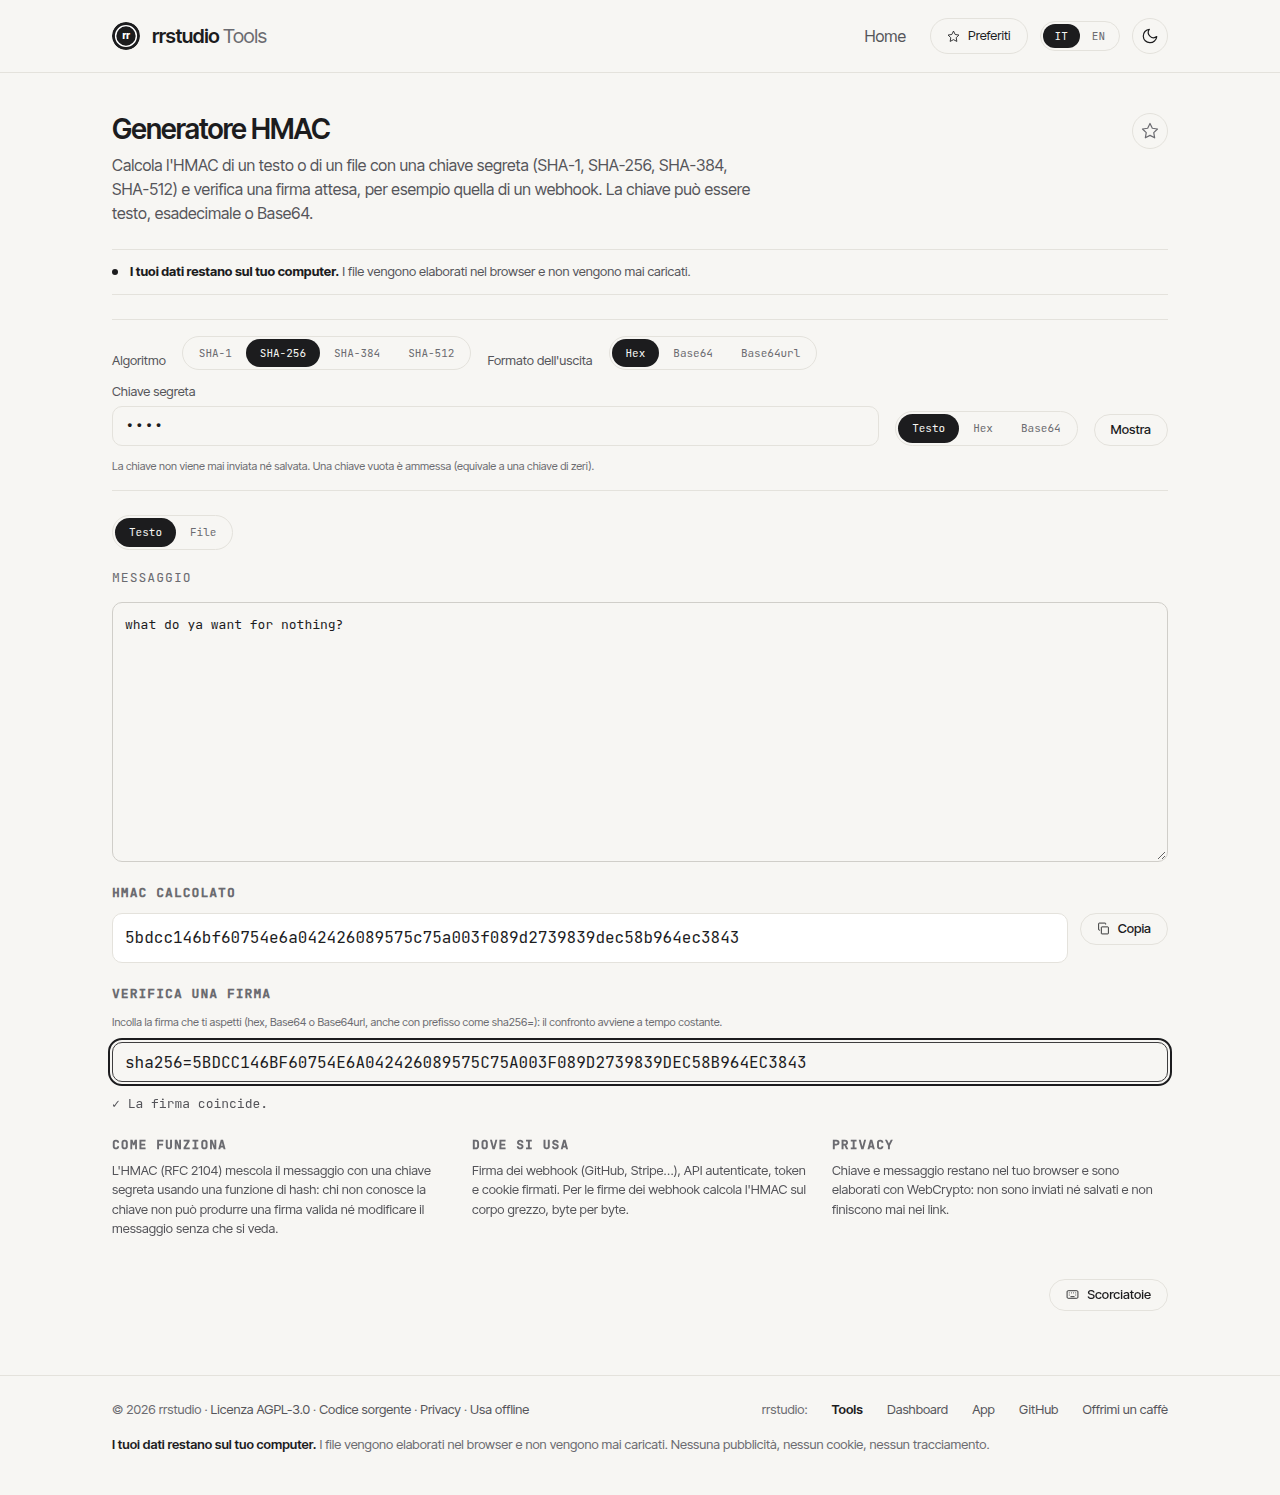 rr rrstudio Tools
Home
Preferiti
IT EN
Generatore HMAC
Calcola l'HMAC di un testo o di un file con una chiave segreta (SHA-1, SHA-256, SHA-384,
SHA-512) e verifica una firma attesa, per esempio quella di un webhook. La chiave può essere
testo, esadecimale o Base64.
I tuoi dati restano sul tuo computer. I file vengono elaborati nel browser e non vengono mai caricati.
Algoritmo SHA-1 SHA-256 SHA-384 SHA-512 Formato dell'uscita Hex Base64 Base64url
Chiave segreta
•••• Testo Hex Base64 Mostra
La chiave non viene mai inviata né salvata. Una chiave vuota è ammessa (equivale a una chiave di zeri).
Testo File
MESSAGGIO
what do ya want for nothing?
HMAC CALCOLATO
5bdcc146bf60754e6a042426089575c75a003f089d2739839dec58b964ec3843 Copia
VERIFICA UNA FIRMA
Incolla la firma che ti aspetti (hex, Base64 o Base64url, anche con prefisso come sha256=): il confronto avviene a tempo costante.
sha256=5BDCC146BF60754E6A042426089575C75A003F089D2739839DEC58B964EC3843
✓ La firma coincide.
COME FUNZIONA
L'HMAC (RFC 2104) mescola il messaggio con una chiave
segreta usando una funzione di hash: chi non conosce la
chiave non può produrre una firma valida né modificare il
messaggio senza che si veda.
DOVE SI USA
Firma dei webhook (GitHub, Stripe…), API autenticate, token
e cookie firmati. Per le firme dei webhook calcola l'HMAC sul
corpo grezzo, byte per byte.
PRIVACY
Chiave e messaggio restano nel tuo browser e sono
elaborati con WebCrypto: non sono inviati né salvati e non
finiscono mai nei link.
Scorciatoie
© 2026 rrstudio · Licenza AGPL-3.0 · Codice sorgente · Privacy · Usa offline
rrstudio: Tools Dashboard App GitHub Offrimi un caffè
I tuoi dati restano sul tuo computer. I file vengono elaborati nel browser e non vengono mai caricati. Nessuna pubblicità, nessun cookie, nessun tracciamento.